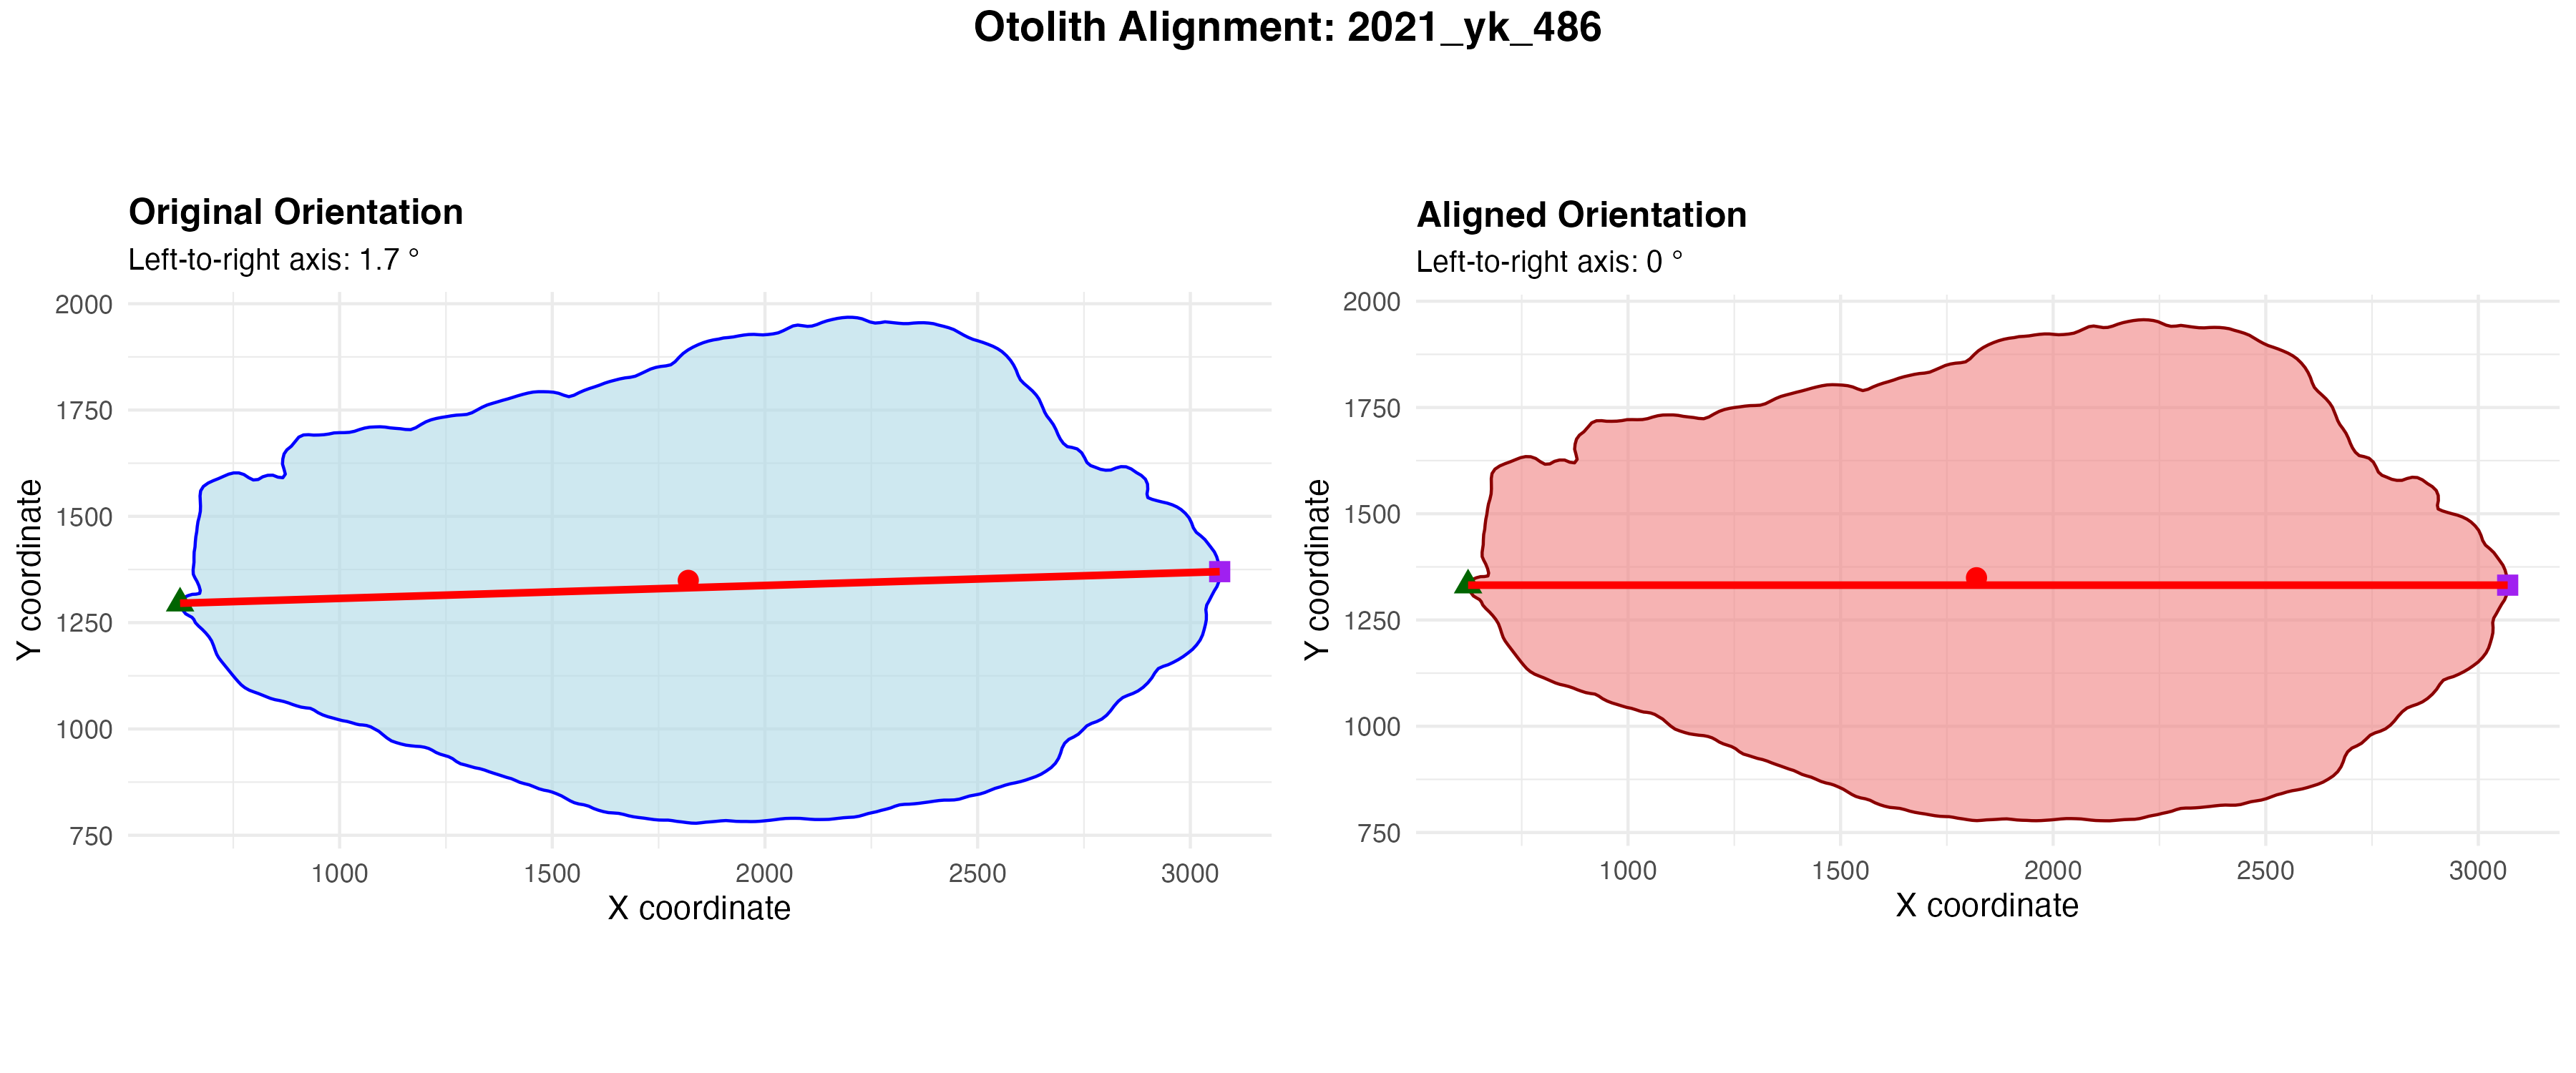 Otolith Alignment: 2021_yk_486
Original Orientation
Left-to-right axis: 1.7 °
2000
1750
1500
1250
1000
750
Y coordinate
1000
1500
2000
2500
3000
X coordinate
Aligned Orientation
Left-to-right axis: 0 °
2000
1750
1500
1250
1000
750
Y coordinate
1000
1500
2000
2500
3000
X coordinate